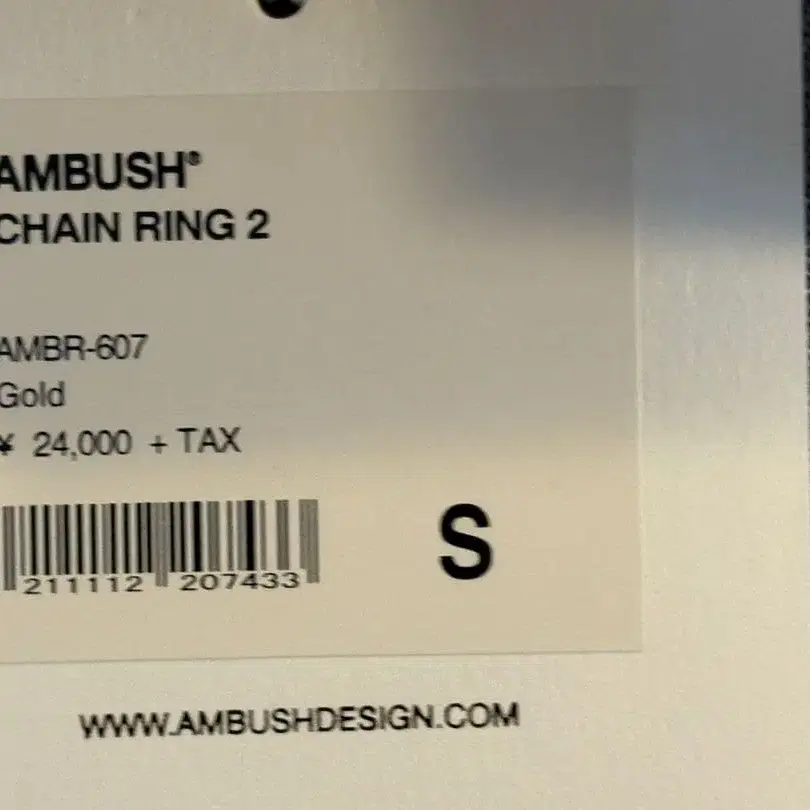 AMBUSH®
CHAIN RING 2
AMBR-607
Gold
¥ 24,000 + TAX
S
211112 207433
WWW.AMBUSHDESIGN.COM